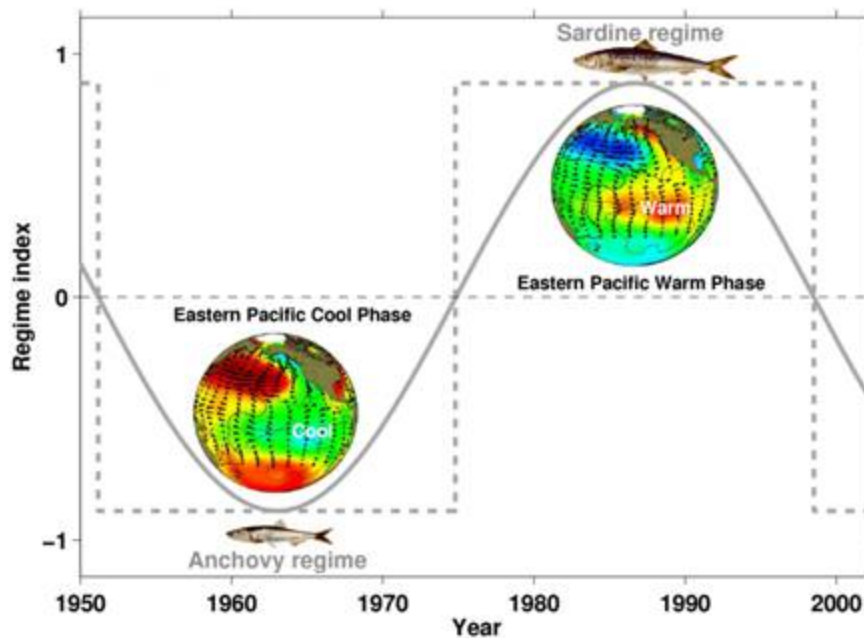 Sardine regime
1
Warm
Eastern Pacific Warm Phase
0
Eastern Pacific Cool Phase
Cool
−1
Anchovy regime
Regime index
1950 1960 1970 1980 1990 2000
Year